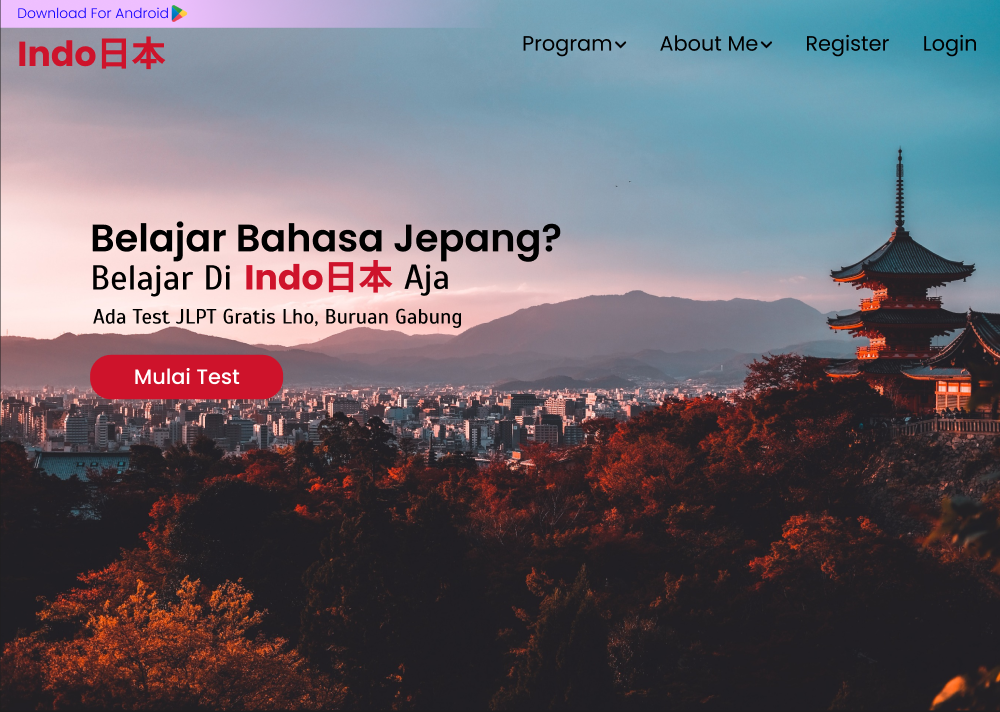 Download For Android
Indo日本
Program
About Me
Register
Login
Belajar Bahasa Jepang?
Belajar Di Indo日本 Aja
Ada Test JLPT Gratis Lho, Buruan Gabung
Mulai Test